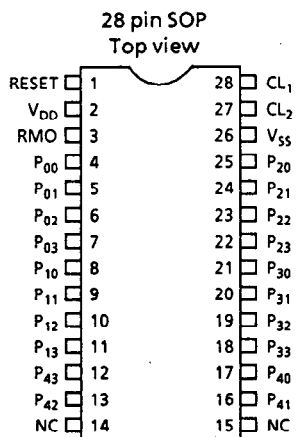 28 pin SOP
Top view
RESET 1 28 CL₁
V_DD 2 27 CL₂
RMO 3 26 V_SS
P₀₀ 4 25 P₂₀
P₀₁ 5 24 P₂₁
P₀₂ 6 23 P₂₂
P₀₃ 7 22 P₂₃
P₁₀ 8 21 P₃₀
P₁₁ 9 20 P₃₁
P₁₂ 10 19 P₃₂
P₁₃ 11 18 P₃₃
P₄₃ 12 17 P₄₀
P₄₂ 13 16 P₄₁
NC 14 15 NC